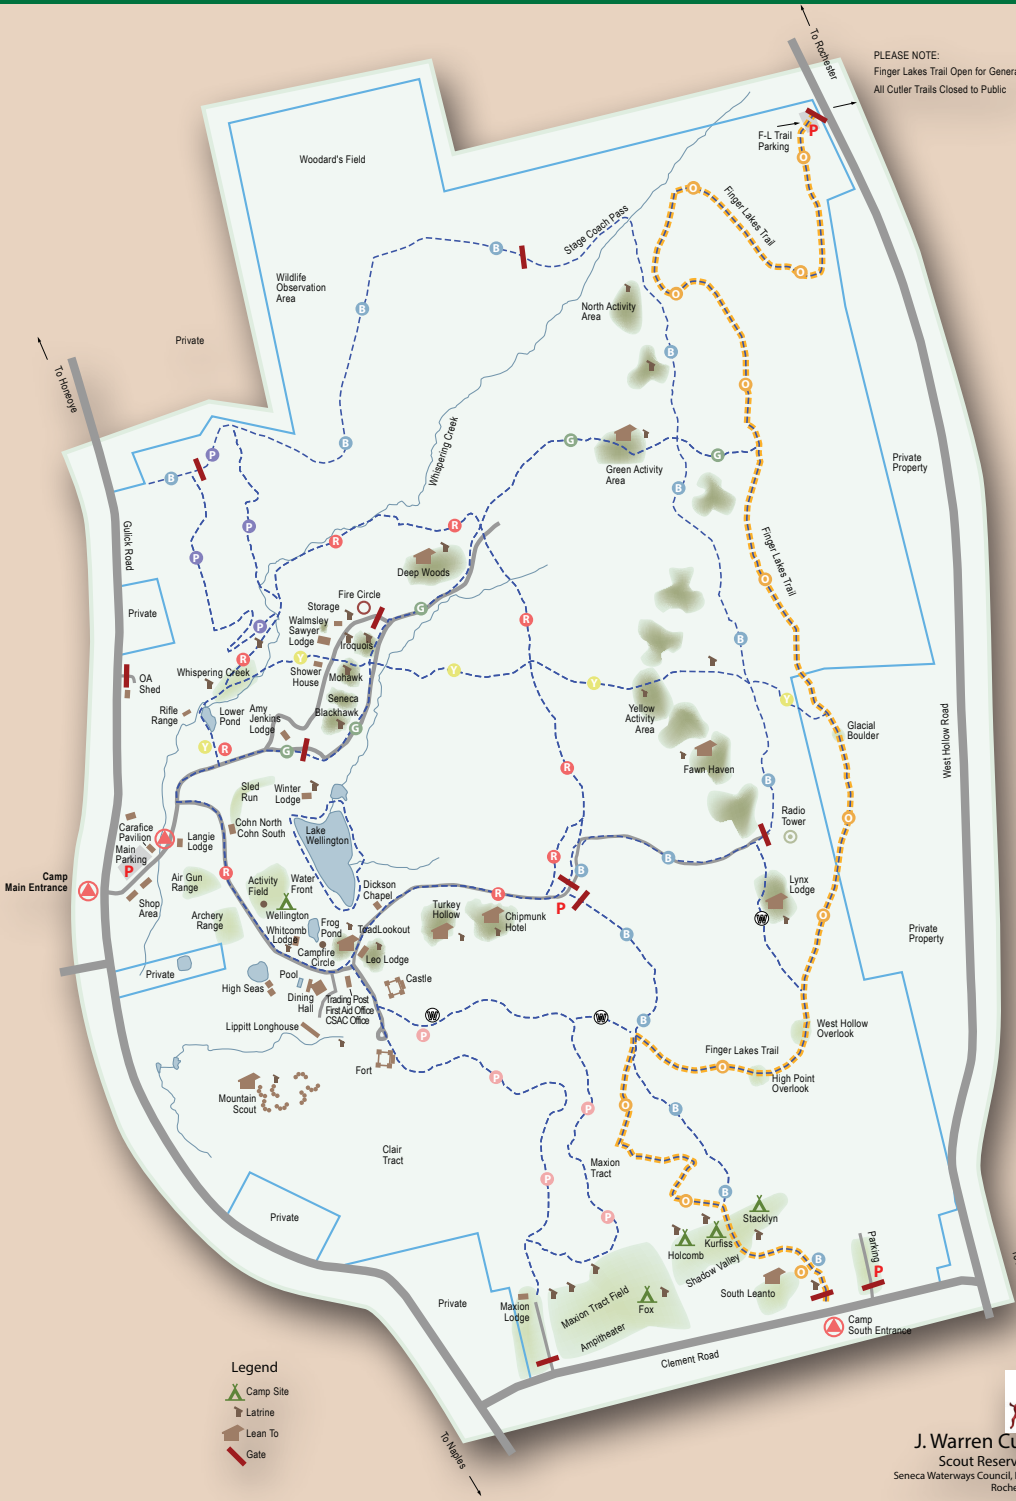 To Rochester
PLEASE NOTE:
Finger Lakes Trail Open for Genera
All Cutler Trails Closed to Public
F-L Trail
Parking
P
Woodard's Field
Finger Lakes Trail
Stage Coach Pass
Wildlife
Observation
Area
North Activity
Area
Private
To Honeoye
Whispering Creek
Green Activity
Area
Private
Property
Gulick Road
Finger Lakes Trail
Deep Woods
Fire Circle
Storage
Walmsley
Sawyer
Lodge
Iroquois
Private
Whispering Creek
Shower
House
Mohawk
Seneca
Blackhawk
OA
Shed
Rifle
Range
Lower
Pond
Amy
Jenkins
Lodge
Yellow
Activity
Area
Fawn Haven
Glacial
Boulder
West Hollow Road
Sled
Run
Winter
Lodge
Radio
Tower
Carafice
Pavilion
Main
Parking
P
Langie
Lodge
Cohn North
Cohn South
Lake
Wellington
Camp
Main Entrance
Air Gun
Range
Activity
Field
Water
Front
Dickson
Chapel
Lynx
Lodge
Shop
Area
Archery
Range
Wellington
Whitcomb
Lodge
Frog
Pond
Campfire
Circle
ToadLookout
Leo Lodge
Turkey
Hollow
Chipmunk
Hotel
P
Private
Property
Private
High Seas
Pool
Dining
Hall
Trading Post
First Aid Office
CSAC Office
Castle
Lippitt Longhouse
Fort
West Hollow
Overlook
Finger Lakes Trail
High Point
Overlook
Mountain
Scout
Clair
Tract
Maxion
Tract
Private
Stacklyn
Kurfiss
Holcomb
Shadow Valley
Parking
P
South Leanto
Private
Maxion
Lodge
Maxion Tract Field
Fox
Ampitheater
Camp
South Entrance
Clement Road
Legend
Camp Site
Latrine
Lean To
Gate
To Naples
J. Warren Cu
Scout Reserv
Seneca Waterways Council,
Roche